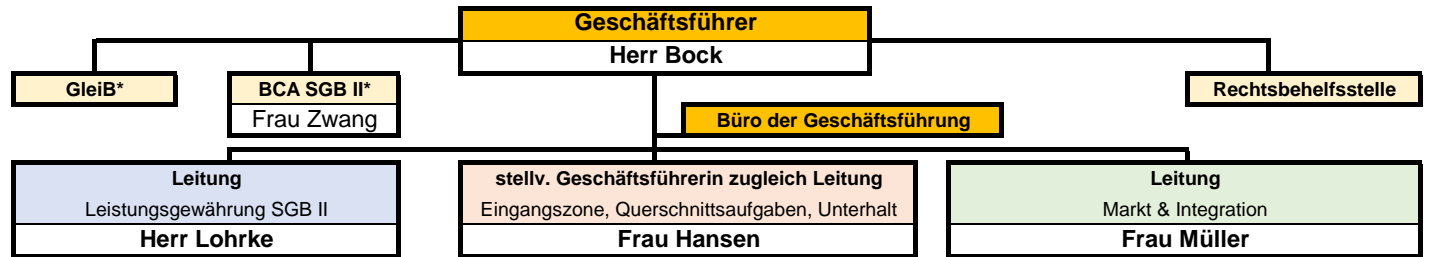 Geschäftsführer
Herr Bock
GleiB*
BCA SGB II*
Frau Zwang
Rechtsbehelfsstelle
Büro der Geschäftsführung
Leitung
Leistungsgewährung SGB II
Herr Lohrke
stellv. Geschäftsführerin zugleich Leitung
Eingangszone, Querschnittsaufgaben, Unterhalt
Frau Hansen
Leitung
Markt & Integration
Frau Müller